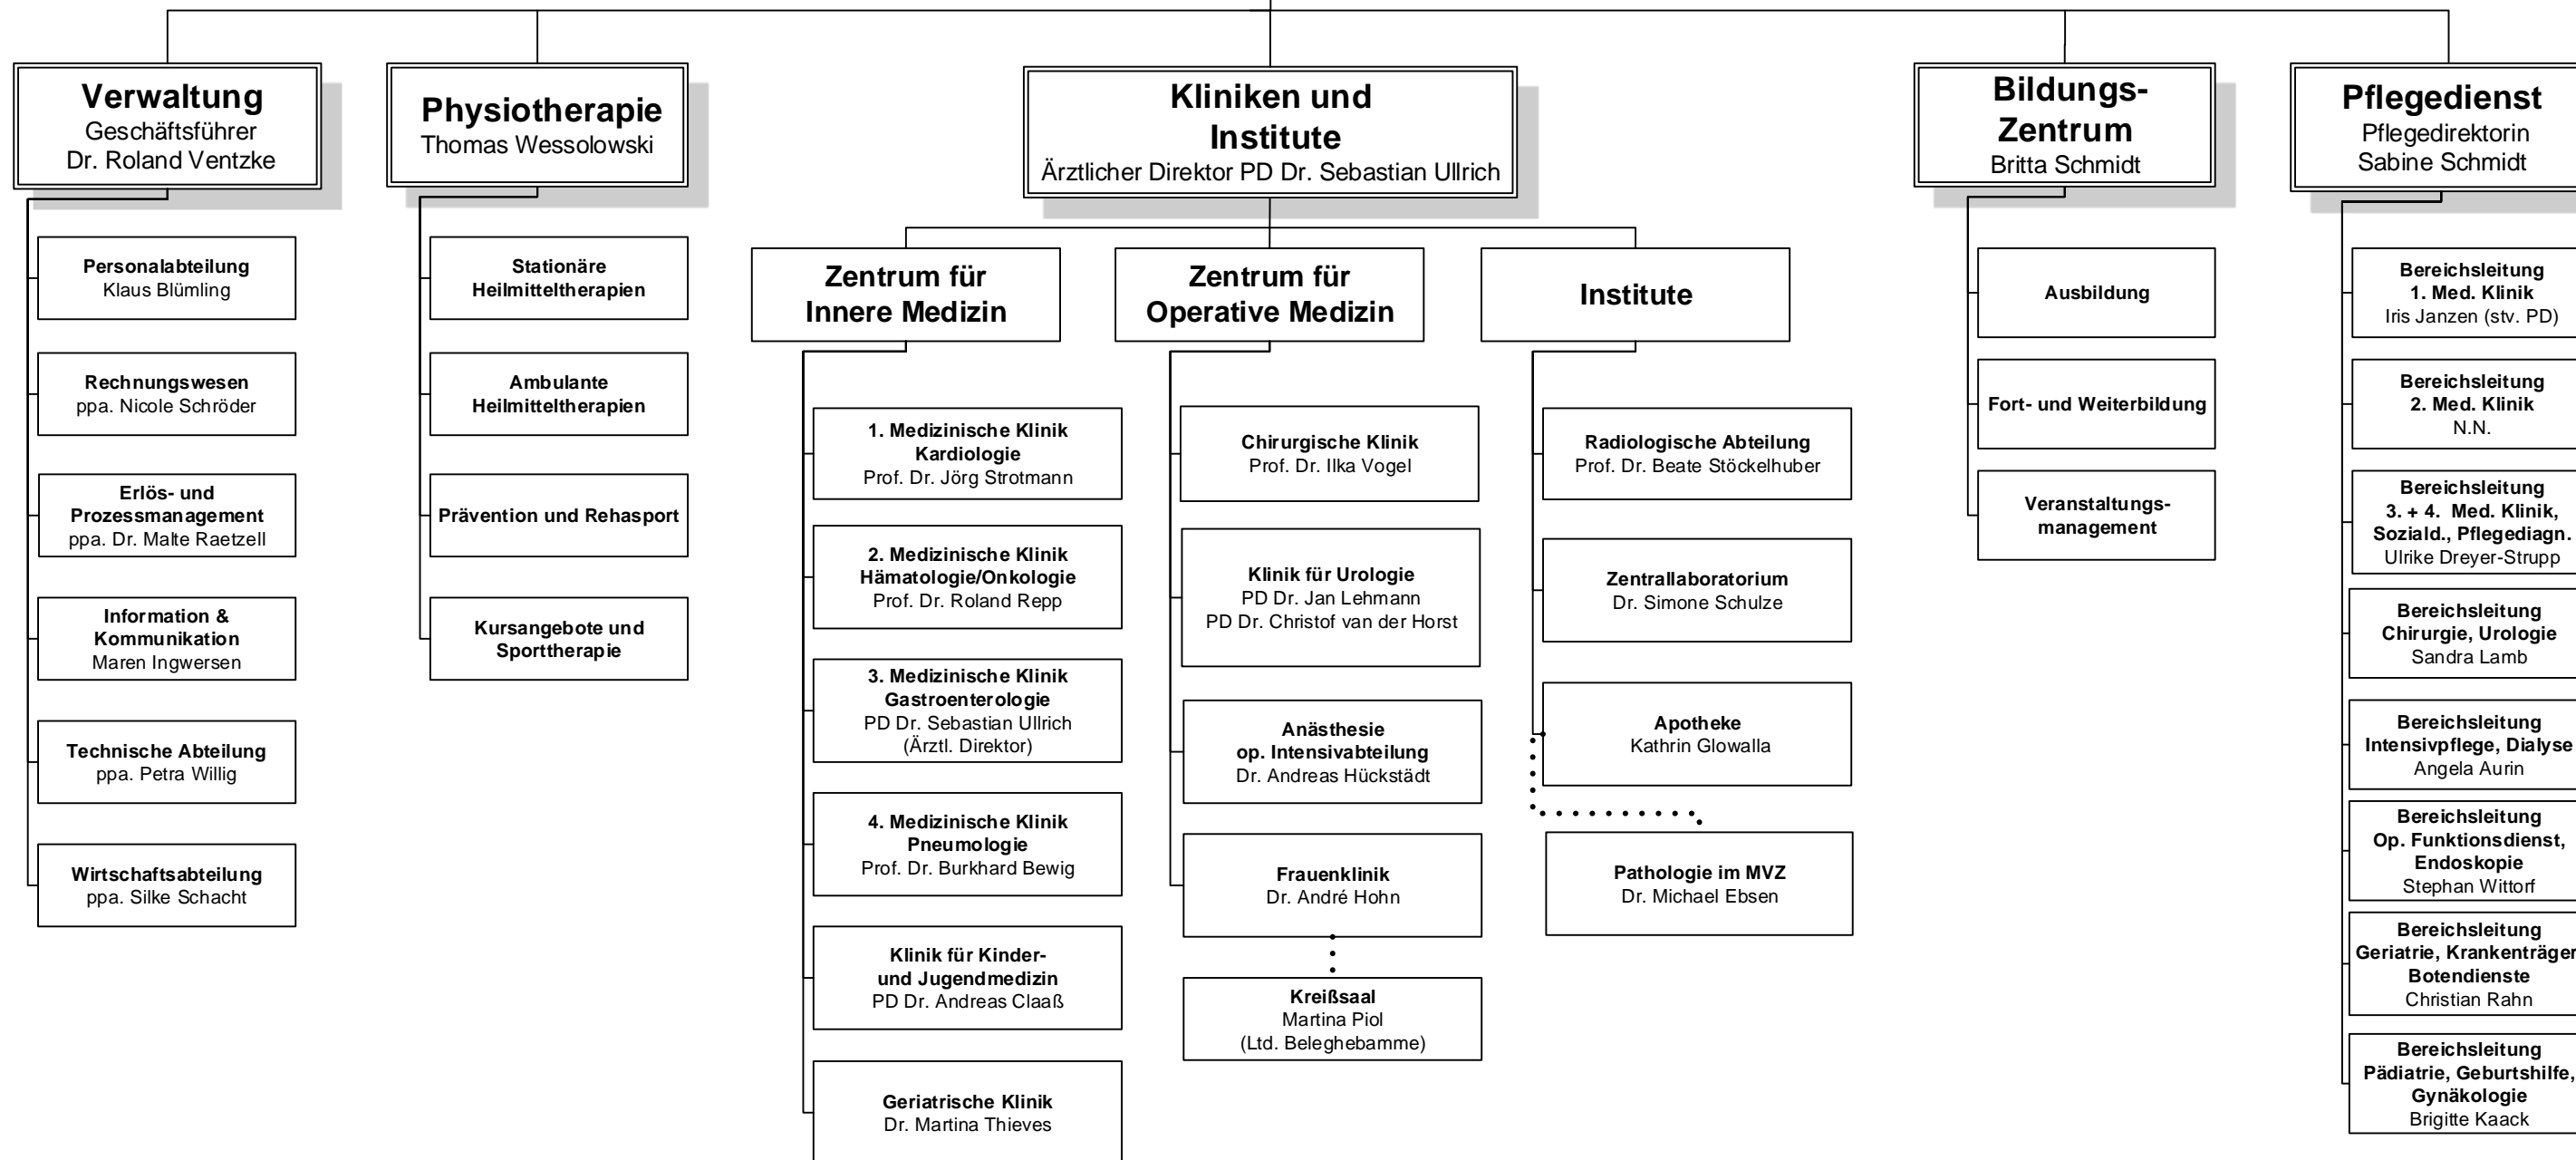 Verwaltung
Geschäftsführer
Dr. Roland Ventzke
Personalabteilung
Klaus Blümling
Rechnungswesen
ppa. Nicole Schröder
Erlös- und
Prozessmanagement
ppa. Dr. Malte Raetzell
Information &
Kommunikation
Maren Ingwersen
Technische Abteilung
ppa. Petra Willig
Wirtschaftsabteilung
ppa. Silke Schacht
Physiotherapie
Thomas Wessolowski
Stationäre
Heilmitteltherapien
Ambulante
Heilmitteltherapien
Prävention und Rehasport
Kursangebote und
Sporttherapie
Kliniken und
Institute
Ärztlicher Direktor PD Dr. Sebastian Ullrich
Zentrum für
Innere Medizin
1. Medizinische Klinik
Kardiologie
Prof. Dr. Jörg Strotmann
2. Medizinische Klinik
Hämatologie/Onkologie
Prof. Dr. Roland Repp
3. Medizinische Klinik
Gastroenterologie
PD Dr. Sebastian Ullrich
(Ärztl. Direktor)
4. Medizinische Klinik
Pneumologie
Prof. Dr. Burkhard Bewig
Klinik für Kinder-
und Jugendmedizin
PD Dr. Andreas Claaß
Geriatrische Klinik
Dr. Martina Thieves
Zentrum für
Operative Medizin
Chirurgische Klinik
Prof. Dr. Ilka Vogel
Klinik für Urologie
PD Dr. Jan Lehmann
PD Dr. Christof van der Horst
Anästhesie
op. Intensivabteilung
Dr. Andreas Hückstädt
Frauenklinik
Dr. André Hohn
Kreißsaal
Martina Piol
(Ltd. Beleghebamme)
Institute
Radiologische Abteilung
Prof. Dr. Beate Stöckelhuber
Zentrallaboratorium
Dr. Simone Schulze
Apotheke
Kathrin Glowalla
Pathologie im MVZ
Dr. Michael Ebsen
Bildungs-
Zentrum
Britta Schmidt
Ausbildung
Fort- und Weiterbildung
Veranstaltungs-
management
Pflegedienst
Pflegedirektorin
Sabine Schmidt
Bereichsleitung
1. Med. Klinik
Iris Janzen (stv. PD)
Bereichsleitung
2. Med. Klinik
N.N.
Bereichsleitung
3. + 4. Med. Klinik,
Soziald., Pflegediagn.
Ulrike Dreyer-Strupp
Bereichsleitung
Chirurgie, Urologie
Sandra Lamb
Bereichsleitung
Intensivpflege, Dialyse
Angela Aurin
Bereichsleitung
Op. Funktionsdienst,
Endoskopie
Stephan Wittorf
Bereichsleitung
Geriatrie, Krankenträger
Botendienste
Christian Rahn
Bereichsleitung
Pädiatrie, Geburtshilfe,
Gynäkologie
Brigitte Kaack